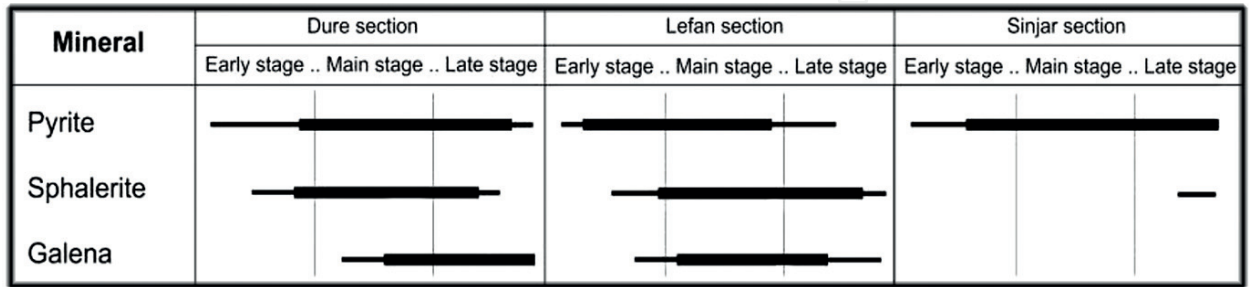 Mineral
Dure section
Lefan section
Sinjar section
Early stage .. Main stage .. Late stage
Early stage .. Main stage .. Late stage
Early stage .. Main stage .. Late stage
Pyrite
Sphalerite
Galena